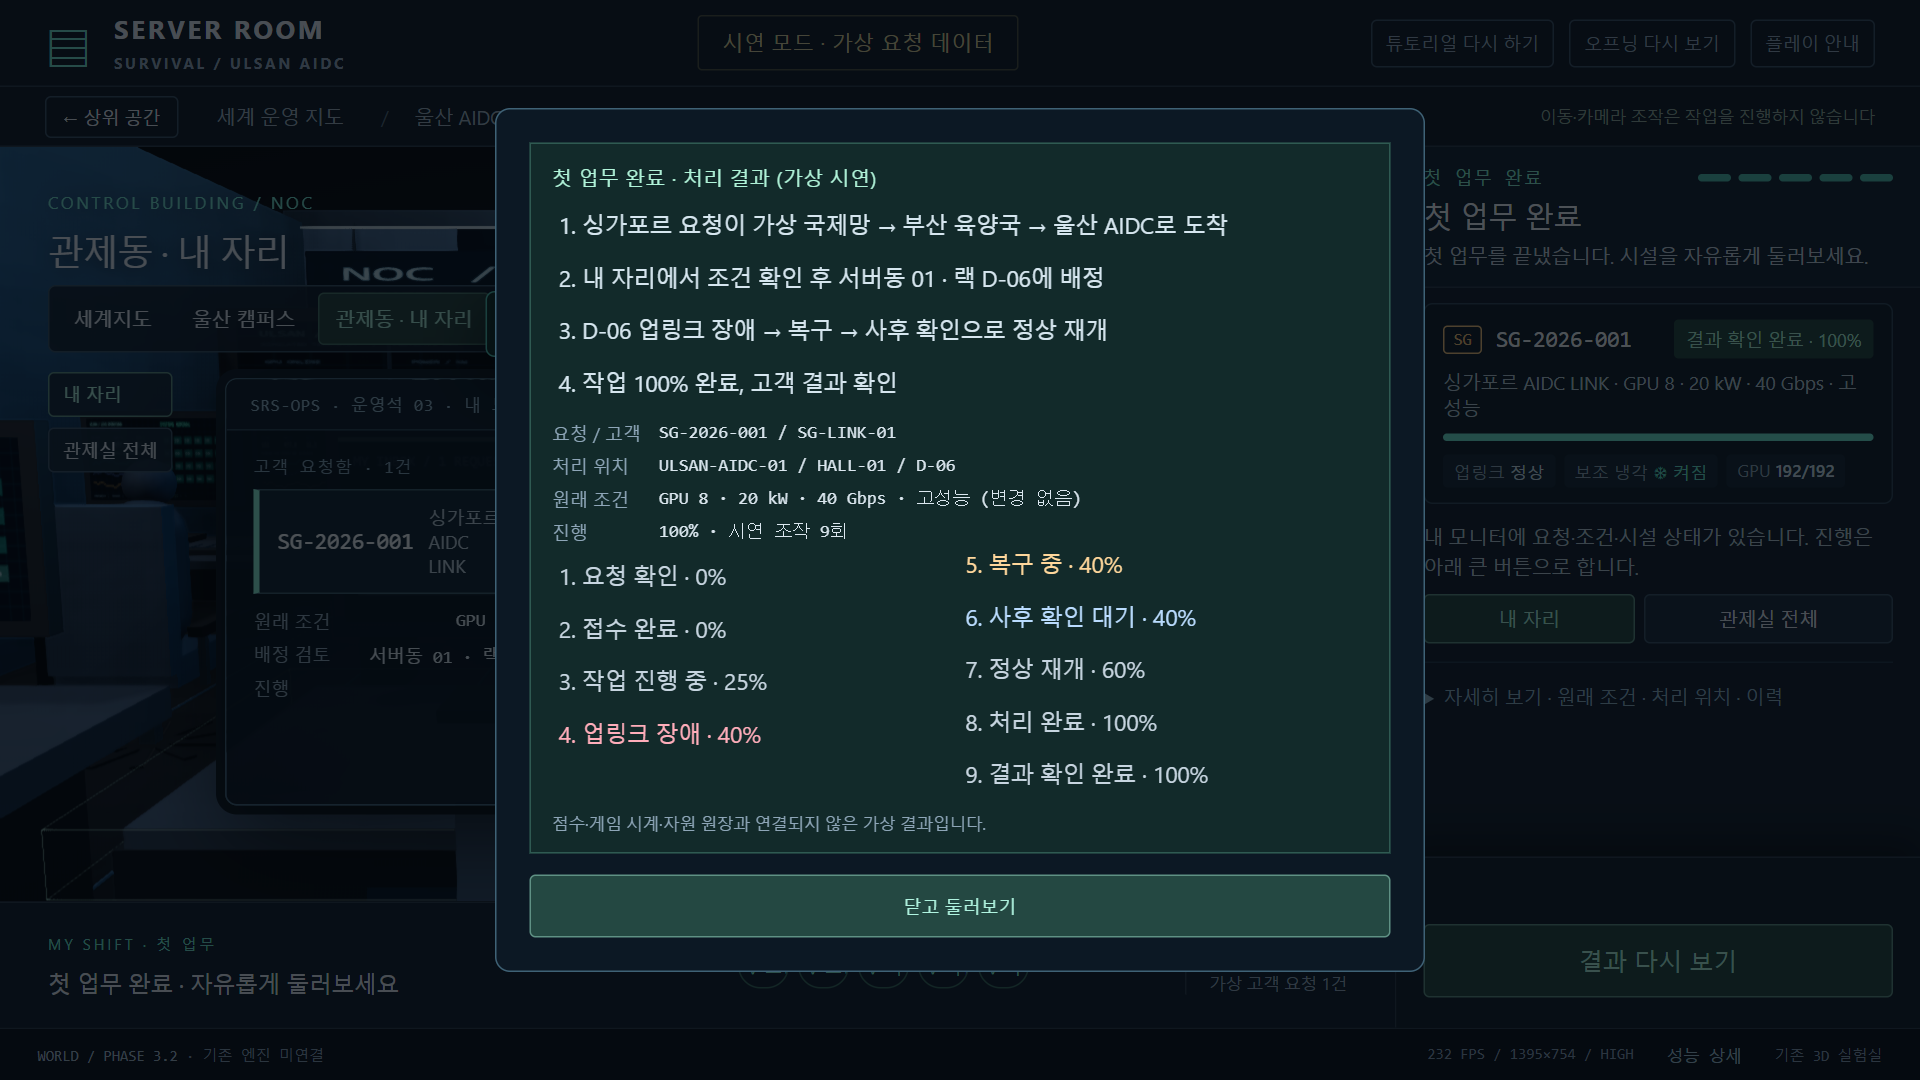 SERVER ROOM
SURVIVAL / ULSAN AIDC
시연 모드 · 가상 요청 데이터
튜토리얼 다시 하기
오프닝 다시 보기
플레이 안내
← 상위 공간
세계 운영 지도
/
울산 AIDC
이동·카메라 조작은 작업을 진행하지 않습니다
CONTROL BUILDING / NOC
관제동 · 내 자리
NOC /
세계지도
울산 캠퍼스
관제동 · 내 자리
내 자리
관제실 전체
SRS-OPS · 운영석 03 · 내
고객 요청함 · 1건
SG-2026-001
싱가포르
AIDC
LINK
원래 조건
GPU
배정 검토
서버동 01 · 랙
진행
첫 업무 완료 · 처리 결과 (가상 시연)
1. 싱가포르 요청이 가상 국제망 → 부산 육양국 → 울산 AIDC로 도착
2. 내 자리에서 조건 확인 후 서버동 01 · 랙 D-06에 배정
3. D-06 업링크 장애 → 복구 → 사후 확인으로 정상 재개
4. 작업 100% 완료, 고객 결과 확인
요청 / 고객 SG-2026-001 / SG-LINK-01
처리 위치 ULSAN-AIDC-01 / HALL-01 / D-06
원래 조건 GPU 8 · 20 kW · 40 Gbps · 고성능 (변경 없음)
진행 100% · 시연 조작 9회
1. 요청 확인 · 0%
2. 접수 완료 · 0%
3. 작업 진행 중 · 25%
4. 업링크 장애 · 40%
5. 복구 중 · 40%
6. 사후 확인 대기 · 40%
7. 정상 재개 · 60%
8. 처리 완료 · 100%
9. 결과 확인 완료 · 100%
점수·게임 시계·자원 원장과 연결되지 않은 가상 결과입니다.
닫고 둘러보기
첫 업무 완료
첫 업무 완료
첫 업무를 끝냈습니다. 시설을 자유롭게 둘러보세요.
SG
SG-2026-001
결과 확인 완료 · 100%
싱가포르 AIDC LINK · GPU 8 · 20 kW · 40 Gbps · 고
성능
업링크 정상
보조 냉각 ❄ 켜짐
GPU 192/192
내 모니터에 요청·조건·시설 상태가 있습니다. 진행은
아래 큰 버튼으로 합니다.
내 자리
관제실 전체
▶ 자세히 보기 · 원래 조건 · 처리 위치 · 이력
MY SHIFT · 첫 업무
첫 업무 완료 · 자유롭게 둘러보세요
가상 고객 요청 1건
결과 다시 보기
WORLD / PHASE 3.2 · 기존 엔진 미연결
232 FPS / 1395×754 / HIGH
성능 상세
기존 3D 실험실